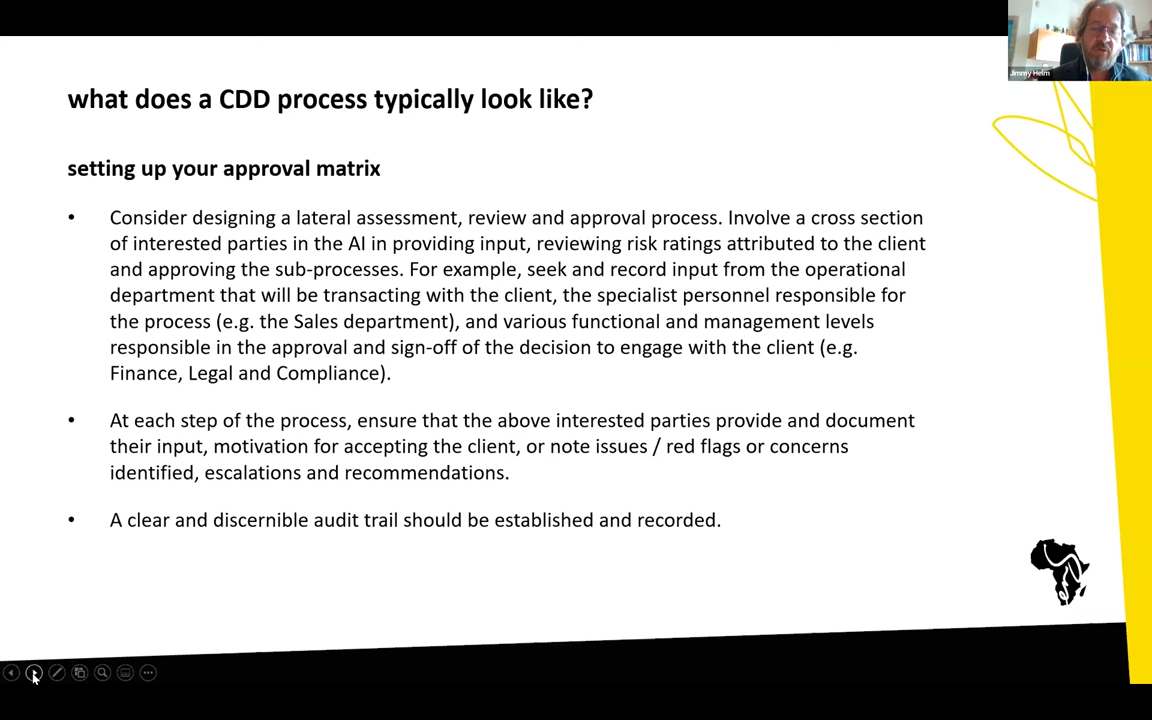 Jimmy Helm
what does a CDD process typically look like?
setting up your approval matrix
• Consider designing a lateral assessment, review and approval process. Involve a cross section
of interested parties in the AI in providing input, reviewing risk ratings attributed to the client
and approving the sub-processes. For example, seek and record input from the operational
department that will be transacting with the client, the specialist personnel responsible for
the process (e.g. the Sales department), and various functional and management levels
responsible in the approval and sign-off of the decision to engage with the client (e.g.
Finance, Legal and Compliance).
• At each step of the process, ensure that the above interested parties provide and document
their input, motivation for accepting the client, or note issues / red flags or concerns
identified, escalations and recommendations.
• A clear and discernible audit trail should be established and recorded.